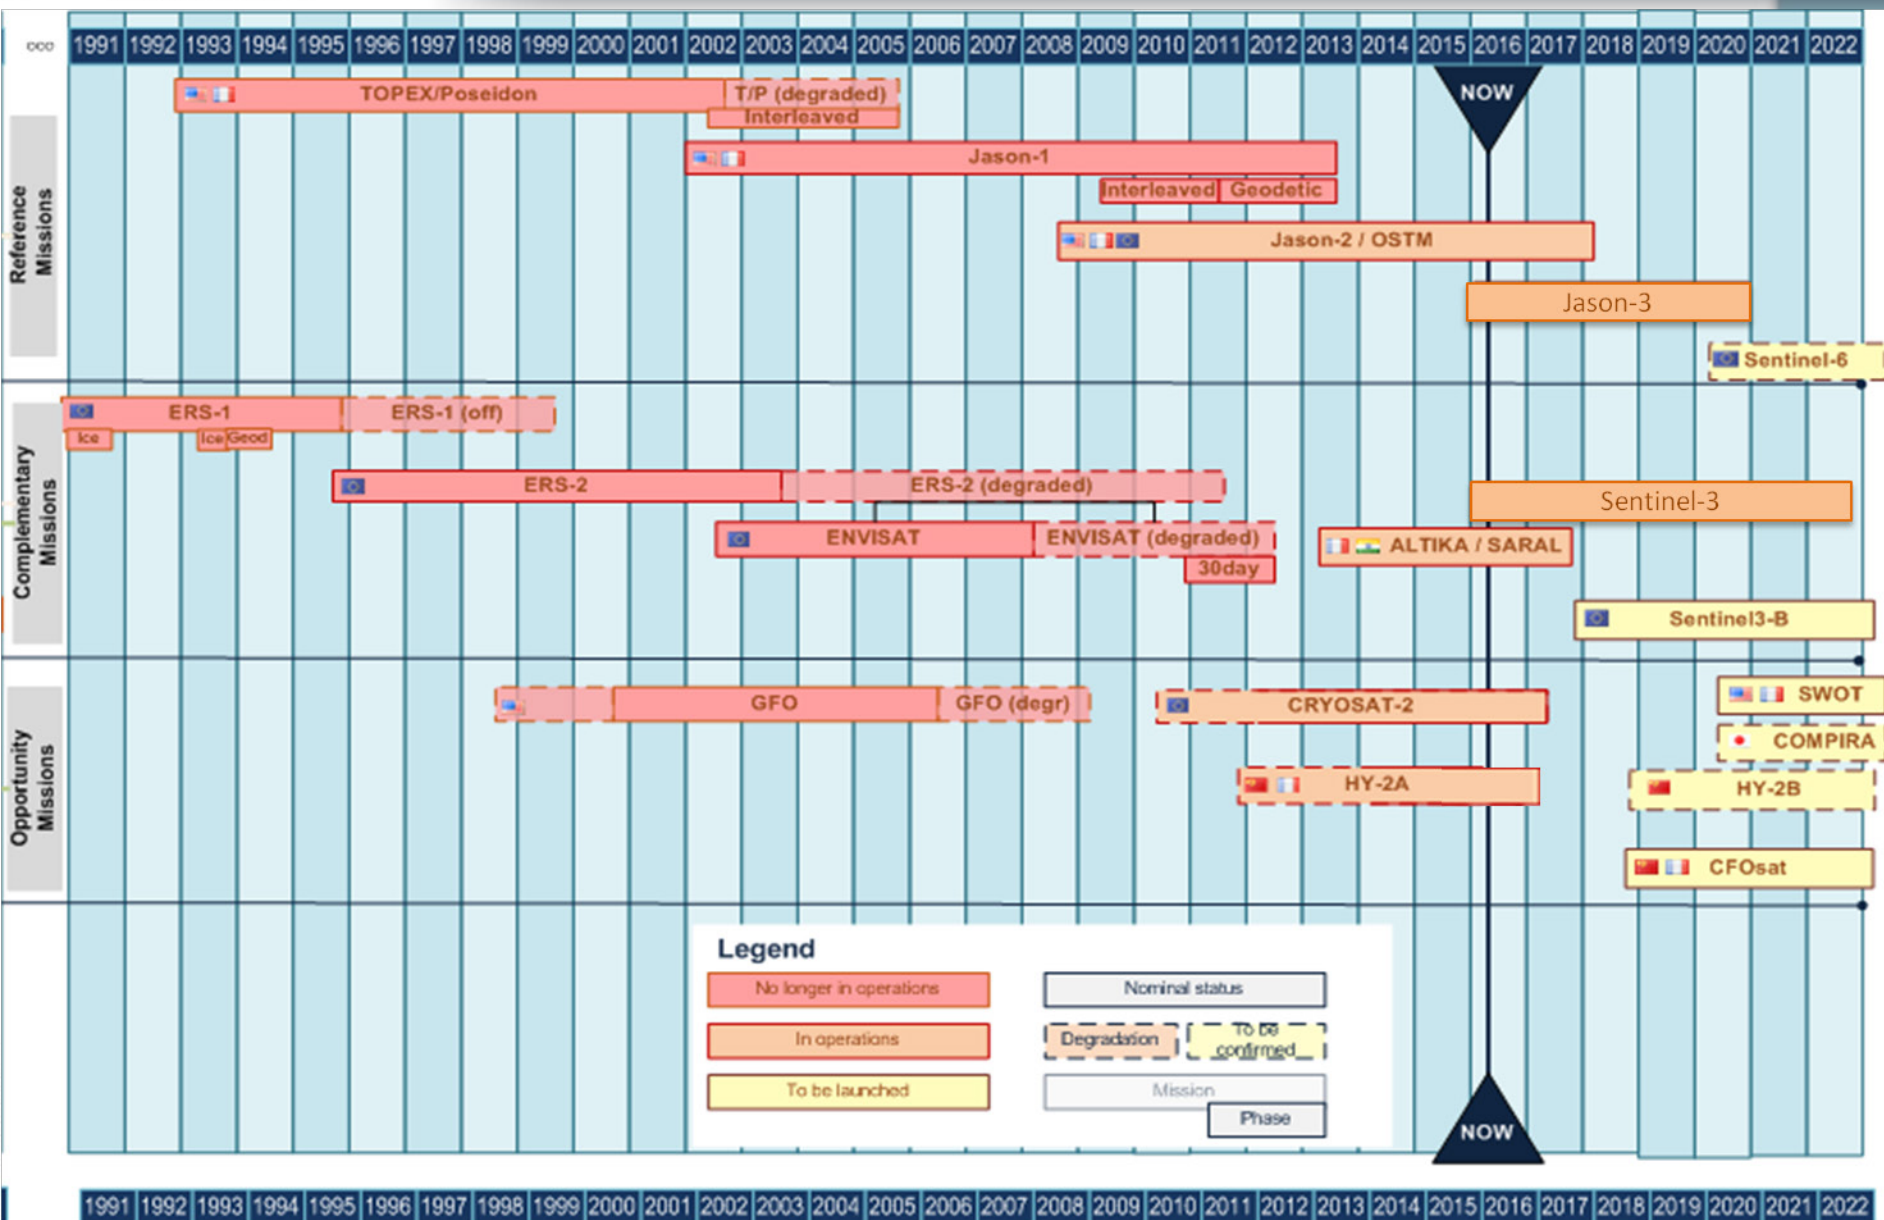 1991 1992 1993 1994 1995 1996 1997 1998 1999 2000 2001 2002 2003 2004 2005 2006 2007 2008 2009 2010 2011 2012 2013 2014 2015 2016 2017 2018 2019 2020 2021 2022
NOW
Reference
Missions
TOPEX/Poseidon
T/P (degraded)
Interleaved
Jason-1
Interleaved
Geodetic
Jason-2 / OSTM
Jason-3
Sentinel-6
Complementary
Missions
ERS-1
ERS-1 (off)
Ice
Ice
Geod
ERS-2
ERS-2 (degraded)
Sentinel-3
ENVISAT
ENVISAT (degraded)
30day
ALTIKA / SARAL
Sentinel3-B
Opportunity
Missions
GFO
GFO (degr)
CRYOSAT-2
SWOT
COMPIRA
HY-2A
HY-2B
CFOsat
Legend
No longer in operations
Nominal status
In operations
Degradation
To be
confirmed
To be launched
Mission
Phase
NOW
1991 1992 1993 1994 1995 1996 1997 1998 1999 2000 2001 2002 2003 2004 2005 2006 2007 2008 2009 2010 2011 2012 2013 2014 2015 2016 2017 2018 2019 2020 2021 2022